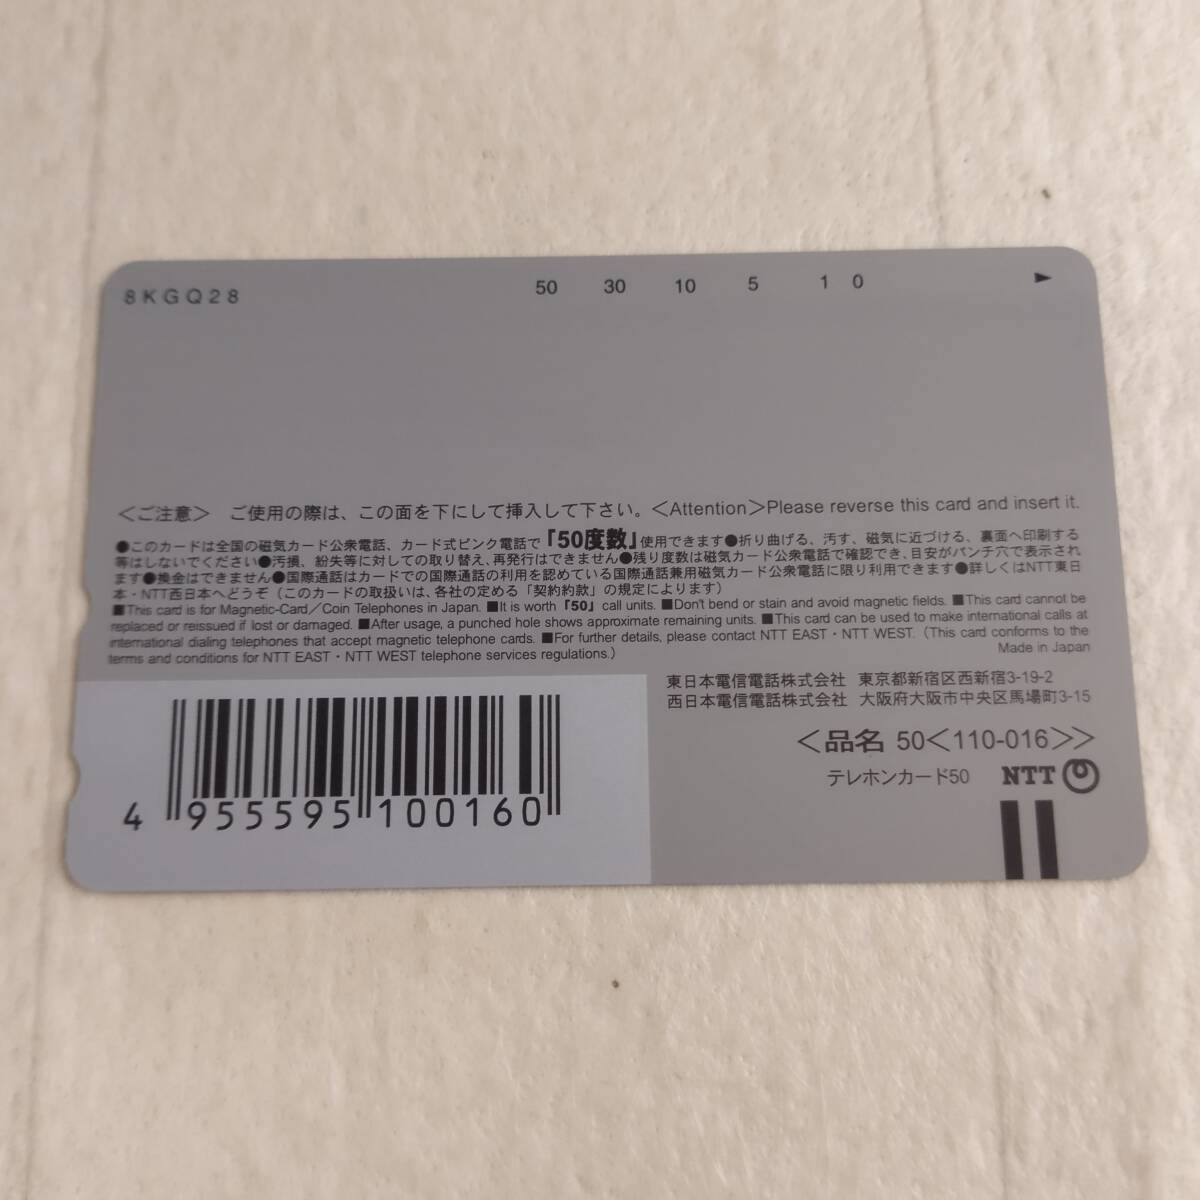 8KGQ28
50 30 10 5 1 0
＜ご注意＞ ご使用の際は、この面を下にして挿入して下さい。＜Attention＞Please reverse this card and insert it.
●このカードは全国の磁気カード公衆電話、カード式ピンク電話で「50度数」使用できます●折り曲げる、汚す、磁気に近づける、裏面へ印刷する
等はしないでください●汚損、紛失等に対しての取り替え、再発行はできません●残り度数は磁気カード公衆電話で確認でき、目安がパンチ穴で表示され
ます●換金はできません●国際通話はカードでの国際通話の利用を認めている国際通話兼用磁気カード公衆電話に限り利用できます●詳しくはNTT東日
本・NTT西日本へどうぞ（このカードの取扱いは、各社の定める「契約約款」の規定によります）
■This card is for Magnetic-Card／Coin Telephones in Japan. ■It is worth「50」call units. ■Don't bend or stain and avoid magnetic fields. ■This card cannot be
replaced or reissued if lost or damaged. ■After usage, a punched hole shows approximate remaining units. ■This card can be used to make international calls at
international dialing telephones that accept magnetic telephone cards. ■For further details, please contact NTT EAST・NTT WEST.（This card conforms to the
terms and conditions for NTT EAST・NTT WEST telephone services regulations.）
Made in Japan
東日本電信電話株式会社 東京都新宿区西新宿3-19-2
西日本電信電話株式会社 大阪府大阪市中央区馬場町3-15
＜品名 50＜110-016＞＞
テレホンカード50 NTT
4 955595 100160